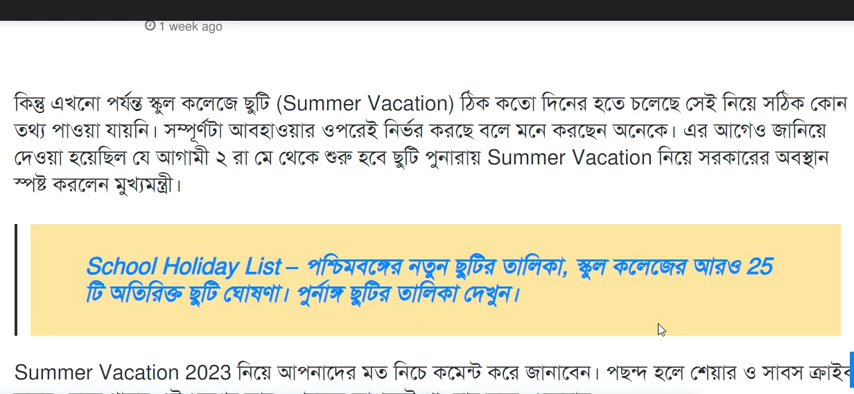 1 week ago
কিন্তু এখনো পর্যন্ত স্কুল কলেজে ছুটি (Summer Vacation) ঠিক কতো দিনের হতে চলেছে সেই নিয়ে সঠিক কোন
তথ্য পাওয়া যায়নি। সম্পূর্ণটা আবহাওয়ার ওপরেই নির্ভর করছে বলে মনে করছেন অনেকে। এর আগেও জানিয়ে
দেওয়া হয়েছিল যে আগামী ২ রা মে থেকে শুরু হবে ছুটি পুনারায় Summer Vacation নিয়ে সরকারের অবস্থান
স্পষ্ট করলেন মুখ্যমন্ত্রী।
School Holiday List – পশ্চিমবঙ্গের নতুন ছুটির তালিকা, স্কুল কলেজের আরও 25
টি অতিরিক্ত ছুটি ঘোষণা। পুর্নাঙ্গ ছুটির তালিকা দেখুন।
Summer Vacation 2023 নিয়ে আপনাদের মত নিচে কমেন্ট করে জানাবেন। পছন্দ হলে শেয়ার ও সাবস ক্রাইব